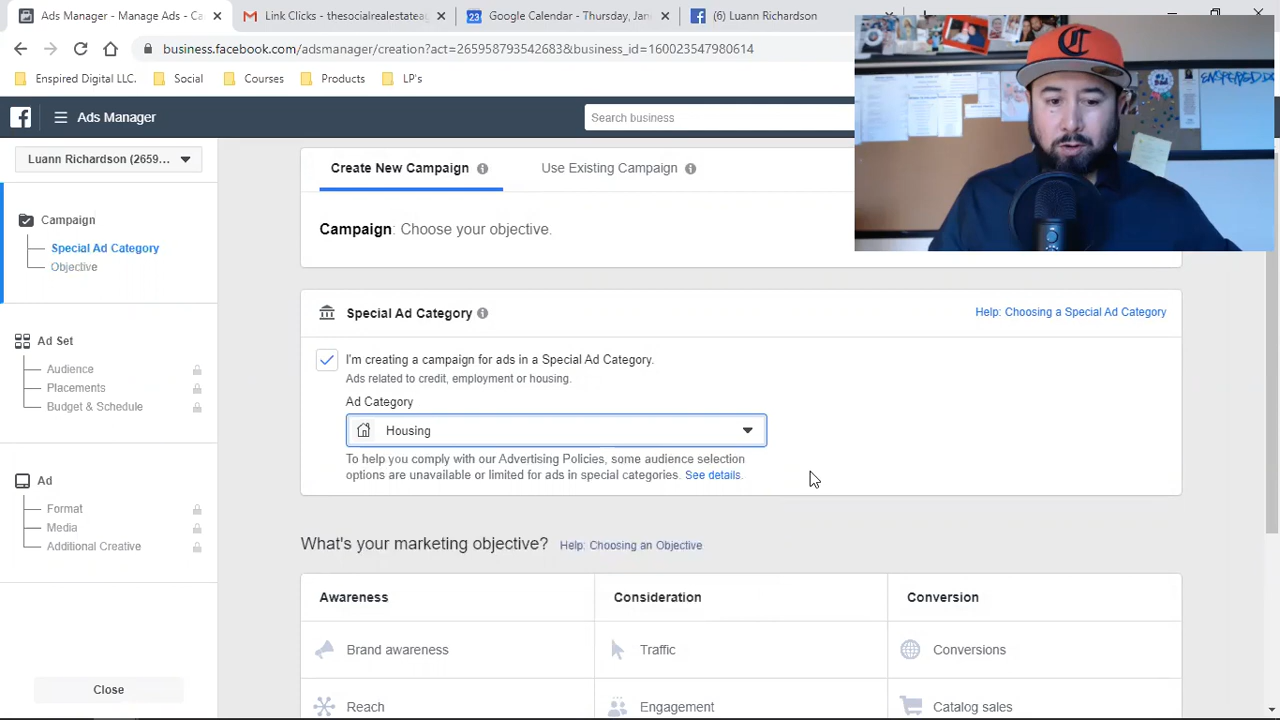 Ads Manager - Manage Ads - Ca
Link Clicks - thesocialrealestatea
Google Calendar - Thursday, Jan
(6) Luann Richardson
business.facebook.com/adsmanager/creation?act=265958793542683&business_id=160023547980614
Enspired Digital LLC.
Social
Courses
Products
LP's
Ads Manager
Search business
Luann Richardson (2659...
Create New Campaign
Use Existing Campaign
Campaign
Campaign: Choose your objective.
Special Ad Category
Objective
Special Ad Category
Help: Choosing a Special Ad Category
Ad Set
I'm creating a campaign for ads in a Special Ad Category.
Audience
Ads related to credit, employment or housing.
Placements
Ad Category
Budget & Schedule
Housing
To help you comply with our Advertising Policies, some audience selection
options are unavailable or limited for ads in special categories. See details.
Ad
Format
Media
Additional Creative
What's your marketing objective?
Help: Choosing an Objective
Awareness
Consideration
Conversion
Brand awareness
Traffic
Conversions
Close
Reach
Engagement
Catalog sales